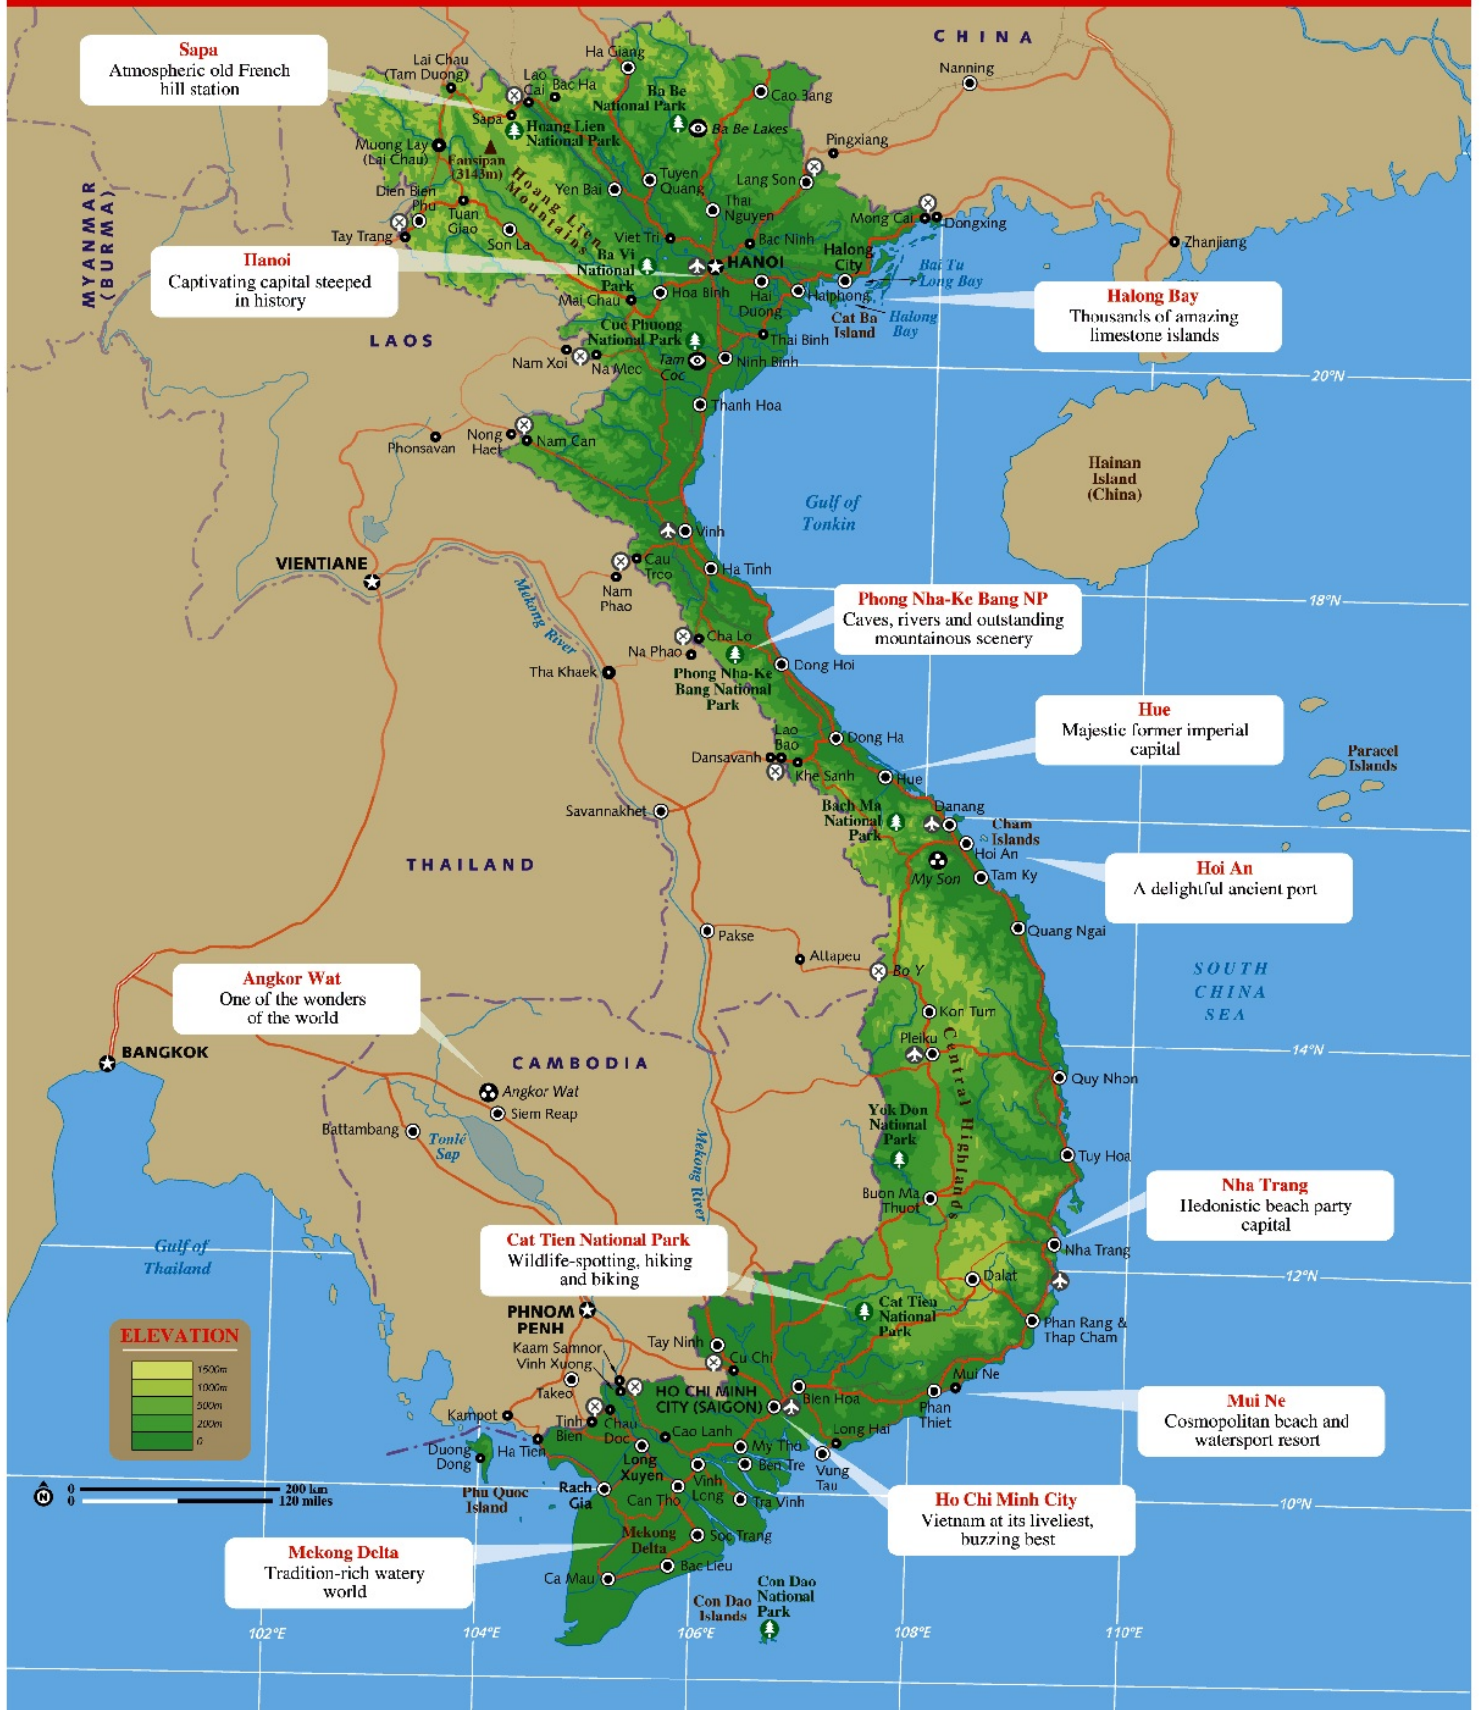 Sapa
Atmospheric old French
hill station
Lai Chau
(Tam Duong)
Lao
Cai
Bac Ha
Ha Giang
Ba Be
National Park
Cao Bang
CHINA
Nanning
Sapa
Hoang Lien
National Park
Ba Be Lakes
Pingxiang
Muong Lay
(Lai Chau)
Fansipan
(3143m)
Hoang Lien
Mountains
Yen Bai
Tuyen
Quang
Lang Son
MYANMAR
(BURMA)
Dien Bien
Phu
Tuan
Giao
Thai
Nguyen
Mong Cai
Dongxing
Tay Trang
Son La
Viet Tri
Bac Ninh
Halong
City
Zhanjiang
Hanoi
Captivating capital steeped
in history
Ba Vi
National
Park
HANOI
Bai Tu
Long Bay
Mai Chau
Hoa Binh
Hai
Duong
Haiphong
Cat Ba
Island
Halong
Bay
Halong Bay
Thousands of amazing
limestone islands
LAOS
Cuc Phuong
National Park
Thai Binh
Nam Xoi
Na Meo
Tam
Coc
Ninh Binh
20°N
Thanh Hoa
Phonsavan
Nong
Haet
Nam Can
Hainan
Island
(China)
Gulf of
Tonkin
Vinh
VIENTIANE
Cau
Treo
Ha Tinh
Nam
Phao
Mekong River
Phong Nha-Ke Bang NP
Caves, rivers and outstanding
mountainous scenery
18°N
Cha Lo
Na Phao
Tha Khaek
Phong Nha-Ke
Bang National
Park
Dong Hoi
Hue
Majestic former imperial
capital
Lao
Bao
Dong Ha
Dansavanh
Khe Sanh
Hue
Paracel
Islands
Savannakhet
Bach Ma
National
Park
Danang
Cham
Islands
Hoi An
My Son
Tam Ky
Hoi An
A delightful ancient port
THAILAND
Pakse
Quang Ngai
Attapeu
Bo Y
SOUTH
CHINA
SEA
Angkor Wat
One of the wonders
of the world
Kon Tum
BANGKOK
CAMBODIA
Pleiku
Central Highlands
14°N
Angkor Wat
Siem Reap
Quy Nhon
Battambang
Tonlé
Sap
Mekong River
Yok Don
National
Park
Tuy Hoa
Buon Ma
Thuot
Nha Trang
Hedonistic beach party
capital
Gulf of
Thailand
Cat Tien National Park
Wildlife-spotting, hiking
and biking
Nha Trang
Dalat
12°N
PHNOM
PENH
Cat Tien
National
Park
Phan Rang &
Thap Cham
ELEVATION
1500m
1000m
500m
200m
0
Kaam Samnor
Vinh Xuong
Tay Ninh
Cu Chi
Takeo
HO CHI MINH
CITY (SAIGON)
Bien Hoa
Mui Ne
Phan
Thiet
Mui Ne
Cosmopolitan beach and
watersport resort
Kampot
Tinh
Bien
Chau
Doc
Cao Lanh
Long Hai
Duong
Dong
Ha Tien
Long
Xuyen
My Tho
Ben Tre
Vung
Tau
N
0 200 km
0 120 miles
Phu Quoc
Island
Rach
Gia
Can Tho
Vinh
Long
Tra Vinh
Ho Chi Minh City
Vietnam at its liveliest,
buzzing best
10°N
Mekong
Delta
Soc Trang
Mekong Delta
Tradition-rich watery
world
Ca Mau
Bac Lieu
Con Dao
Islands
Con Dao
National
Park
102°E
104°E
106°E
108°E
110°E